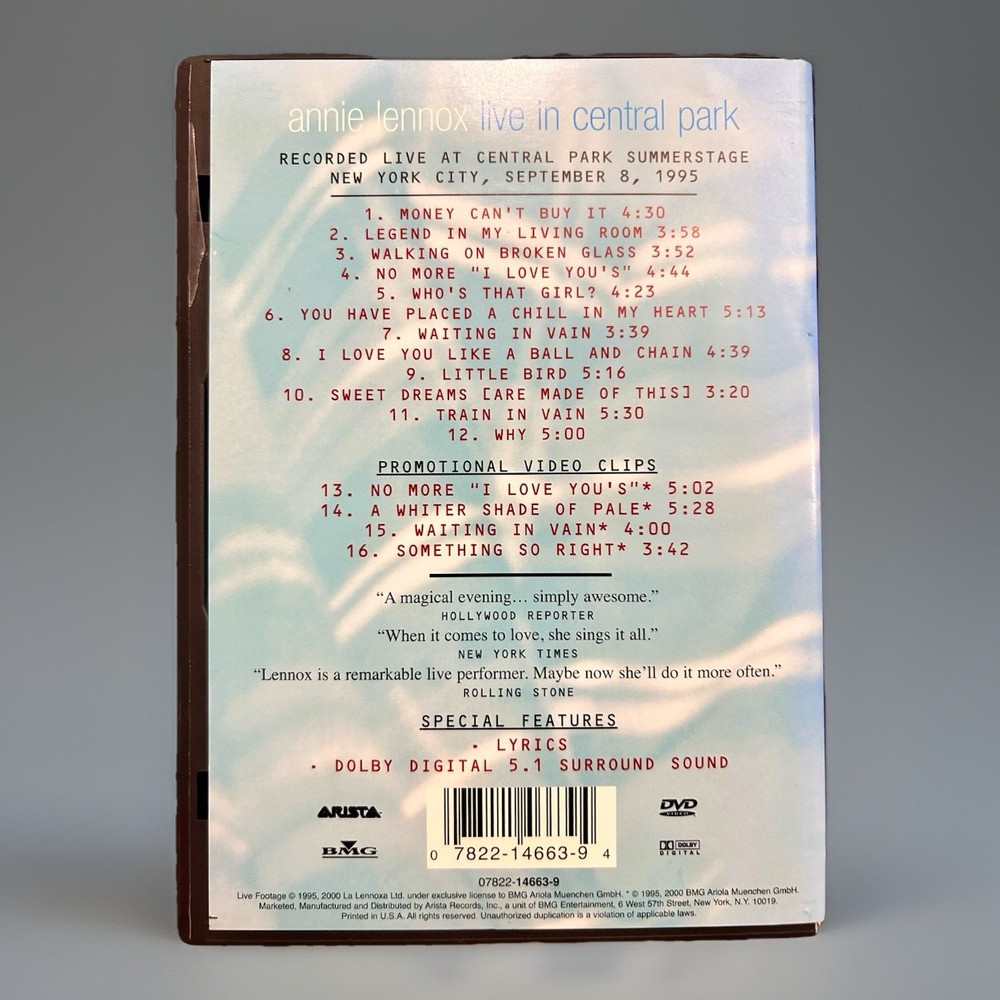 annie lennox live in central park
RECORDED LIVE AT CENTRAL PARK SUMMERSTAGE
NEW YORK CITY, SEPTEMBER 8, 1995
1. MONEY CAN'T BUY IT 4:30
2. LEGEND IN MY LIVING ROOM 3:58
3. WALKING ON BROKEN GLASS 3:52
4. NO MORE "I LOVE YOU'S" 4:44
5. WHO'S THAT GIRL? 4:23
6. YOU HAVE PLACED A CHILL IN MY HEART 5:13
7. WAITING IN VAIN 3:39
8. I LOVE YOU LIKE A BALL AND CHAIN 4:39
9. LITTLE BIRD 5:16
10. SWEET DREAMS [ARE MADE OF THIS] 3:20
11. TRAIN IN VAIN 5:30
12. WHY 5:00
PROMOTIONAL VIDEO CLIPS
13. NO MORE "I LOVE YOU'S"* 5:02
14. A WHITER SHADE OF PALE* 5:28
15. WAITING IN VAIN* 4:00
16. SOMETHING SO RIGHT* 3:42
“A magical evening… simply awesome.”
HOLLYWOOD REPORTER
“When it comes to love, she sings it all.”
NEW YORK TIMES
“Lennox is a remarkable live performer. Maybe now she’ll do it more often.”
ROLLING STONE
SPECIAL FEATURES
· LYRICS
· DOLBY DIGITAL 5.1 SURROUND SOUND
ARISTA
BMG
0 7822-14663-9 4
DVD
VIDEO
DOLBY
DIGITAL
07822-14663-9
Live Footage © 1995, 2000 La Lennoxa Ltd. under exclusive license to BMG Ariola Muenchen GmbH. * © 1995, 2000 BMG Ariola Muenchen GmbH.
Marketed, Manufactured and Distributed by Arista Records, Inc., a unit of BMG Entertainment, 6 West 57th Street, New York, N.Y. 10019.
Printed in U.S.A. All rights reserved. Unauthorized duplication is a violation of applicable laws.